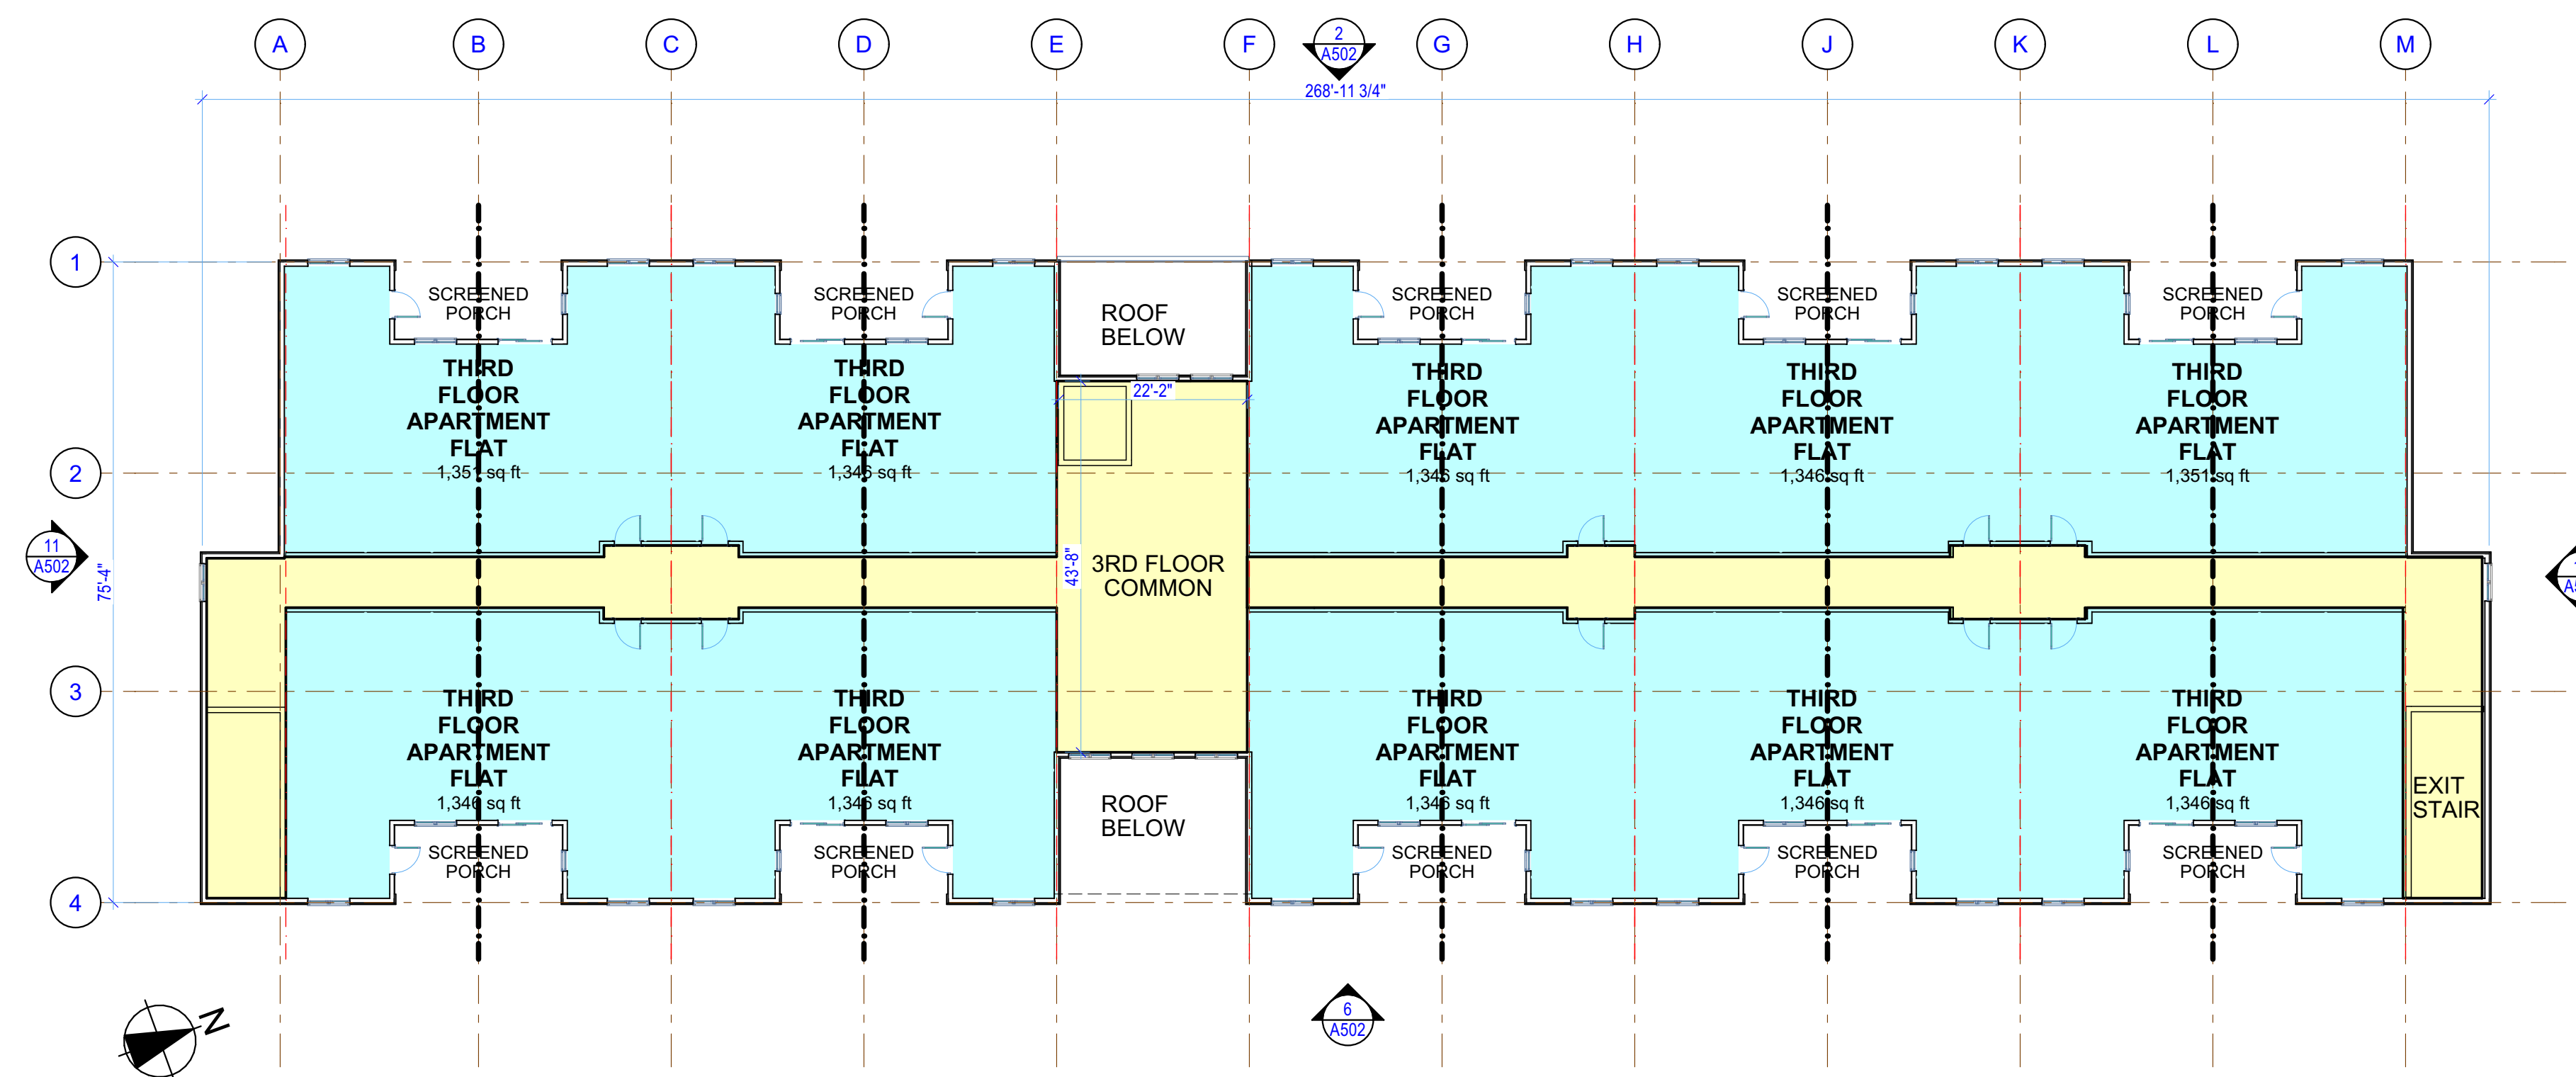 A B C D E F G H J K L M
2
A502
268'-11 3/4"
1
SCREENED
PORCH
SCREENED
PORCH
ROOF
BELOW
SCREENED
PORCH
SCREENED
PORCH
SCREENED
PORCH
THIRD
FLOOR
APARTMENT
FLAT
1,351 sq ft
THIRD
FLOOR
APARTMENT
FLAT
1,346 sq ft
22'-2"
THIRD
FLOOR
APARTMENT
FLAT
1,346 sq ft
THIRD
FLOOR
APARTMENT
FLAT
1,346 sq ft
THIRD
FLOOR
APARTMENT
FLAT
1,351 sq ft
2
11
A502
75'-4"
43'-8"
3RD FLOOR
COMMON
3
THIRD
FLOOR
APARTMENT
FLAT
1,346 sq ft
THIRD
FLOOR
APARTMENT
FLAT
1,346 sq ft
THIRD
FLOOR
APARTMENT
FLAT
1,346 sq ft
THIRD
FLOOR
APARTMENT
FLAT
1,346 sq ft
THIRD
FLOOR
APARTMENT
FLAT
1,346 sq ft
EXIT
STAIR
ROOF
BELOW
SCREENED
PORCH
SCREENED
PORCH
SCREENED
PORCH
SCREENED
PORCH
SCREENED
PORCH
4
N
6
A502